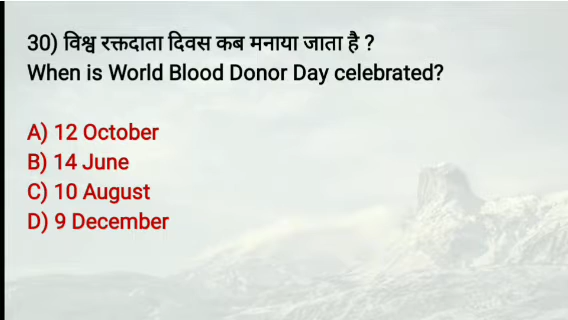 30) विश्व रक्तदाता दिवस कब मनाया जाता है ?
When is World Blood Donor Day celebrated?
A) 12 October
B) 14 June
C) 10 August
D) 9 December